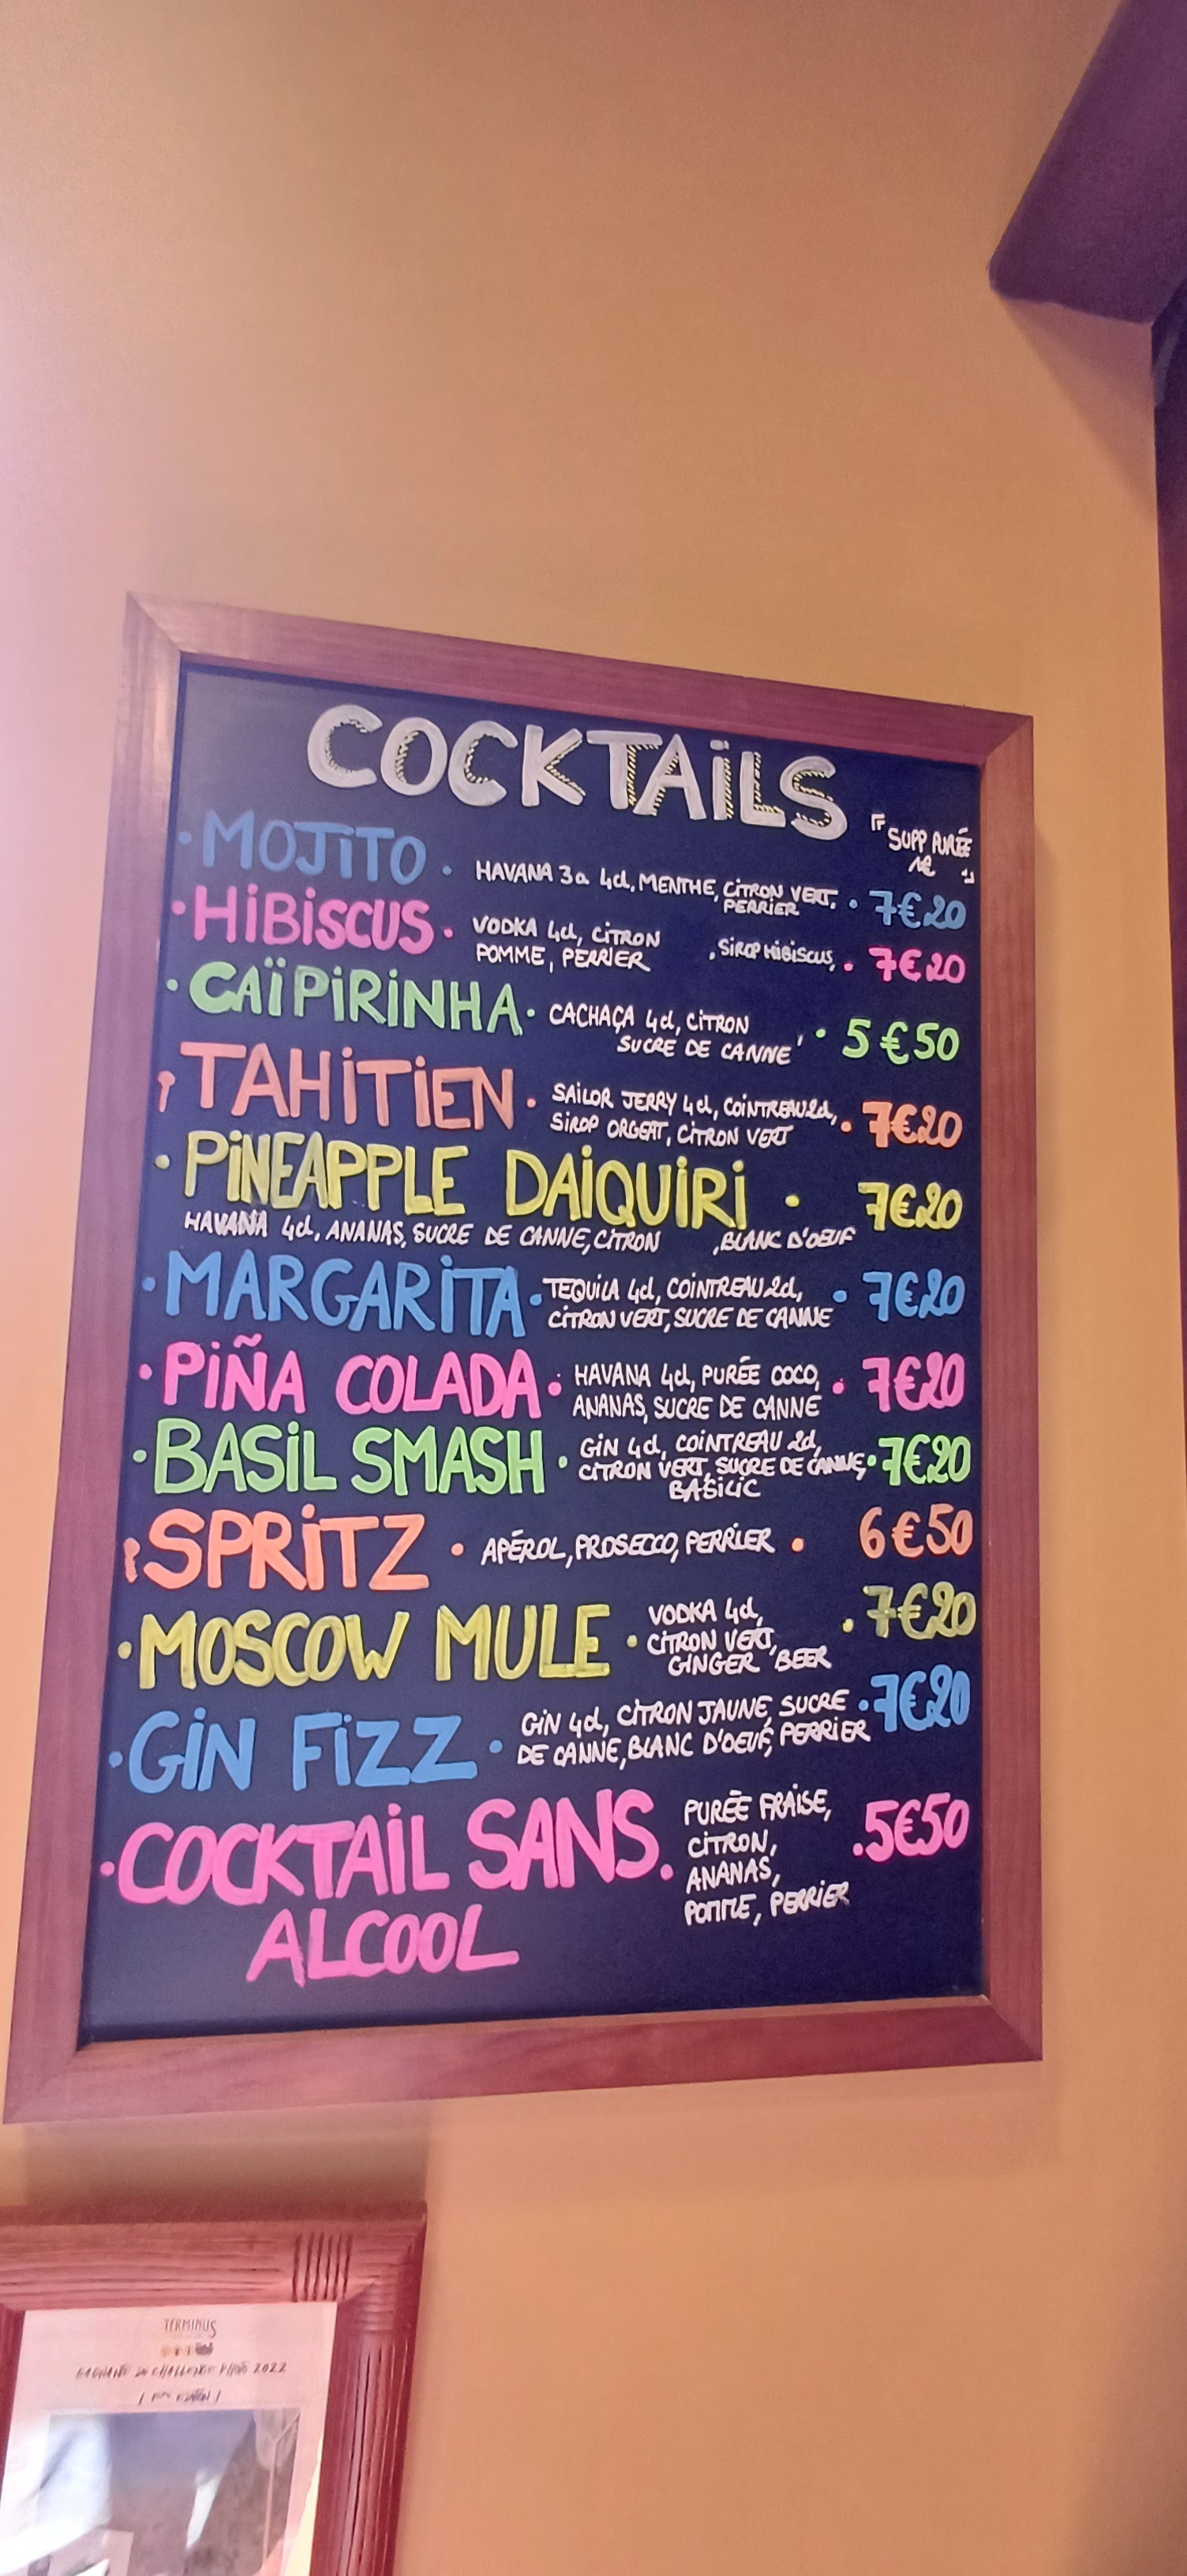 COCKTAILS
SUPP PURÉE
1€
• MOJITO • HAVANA 3a 4cl, MENTHE, CITRON VERT, • 7€20
PERRIER
• HIBISCUS • VODKA 4cl, CITRON , SIROP HIBISCUS, • 7€20
POMME, PERRIER
• CAÏPIRINHA • CACHAÇA 4cl, CITRON , • 5€50
SUCRE DE CANNE
TAHITIEN • SAILOR JERRY 4cl, COINTREAU 2cl, • 7€20
SIROP ORGEAT, CITRON VERT
• PINEAPPLE DAIQUIRI • 7€20
HAVANA 4cl, ANANAS, SUCRE DE CANNE, CITRON , BLANC D'OEUF
• MARGARITA • TEQUILA 4cl, COINTREAU 2cl, • 7€20
CITRON VERT, SUCRE DE CANNE
• PIÑA COLADA • HAVANA 4cl, PURÉE COCO, • 7€20
ANANAS, SUCRE DE CANNE
• BASIL SMASH • GIN 4cl, COINTREAU 2cl, • 7€20
CITRON VERT, SUCRE DE CANNE,
BASILIC
SPRITZ • APÉROL, PROSECCO, PERRIER • 6€50
• MOSCOW MULE • VODKA 4cl, • 7€20
CITRON VERT,
GINGER BEER
• GIN FIZZ • GIN 4cl, CITRON JAUNE, SUCRE • 7€20
DE CANNE, BLANC D'OEUF, PERRIER
• COCKTAIL SANS • PURÉE FRAISE, • 5€50
CITRON,
ANANAS,
ALCOOL POMME, PERRIER
TERMINUS
GAGNANT DU CHALLENGE 2022